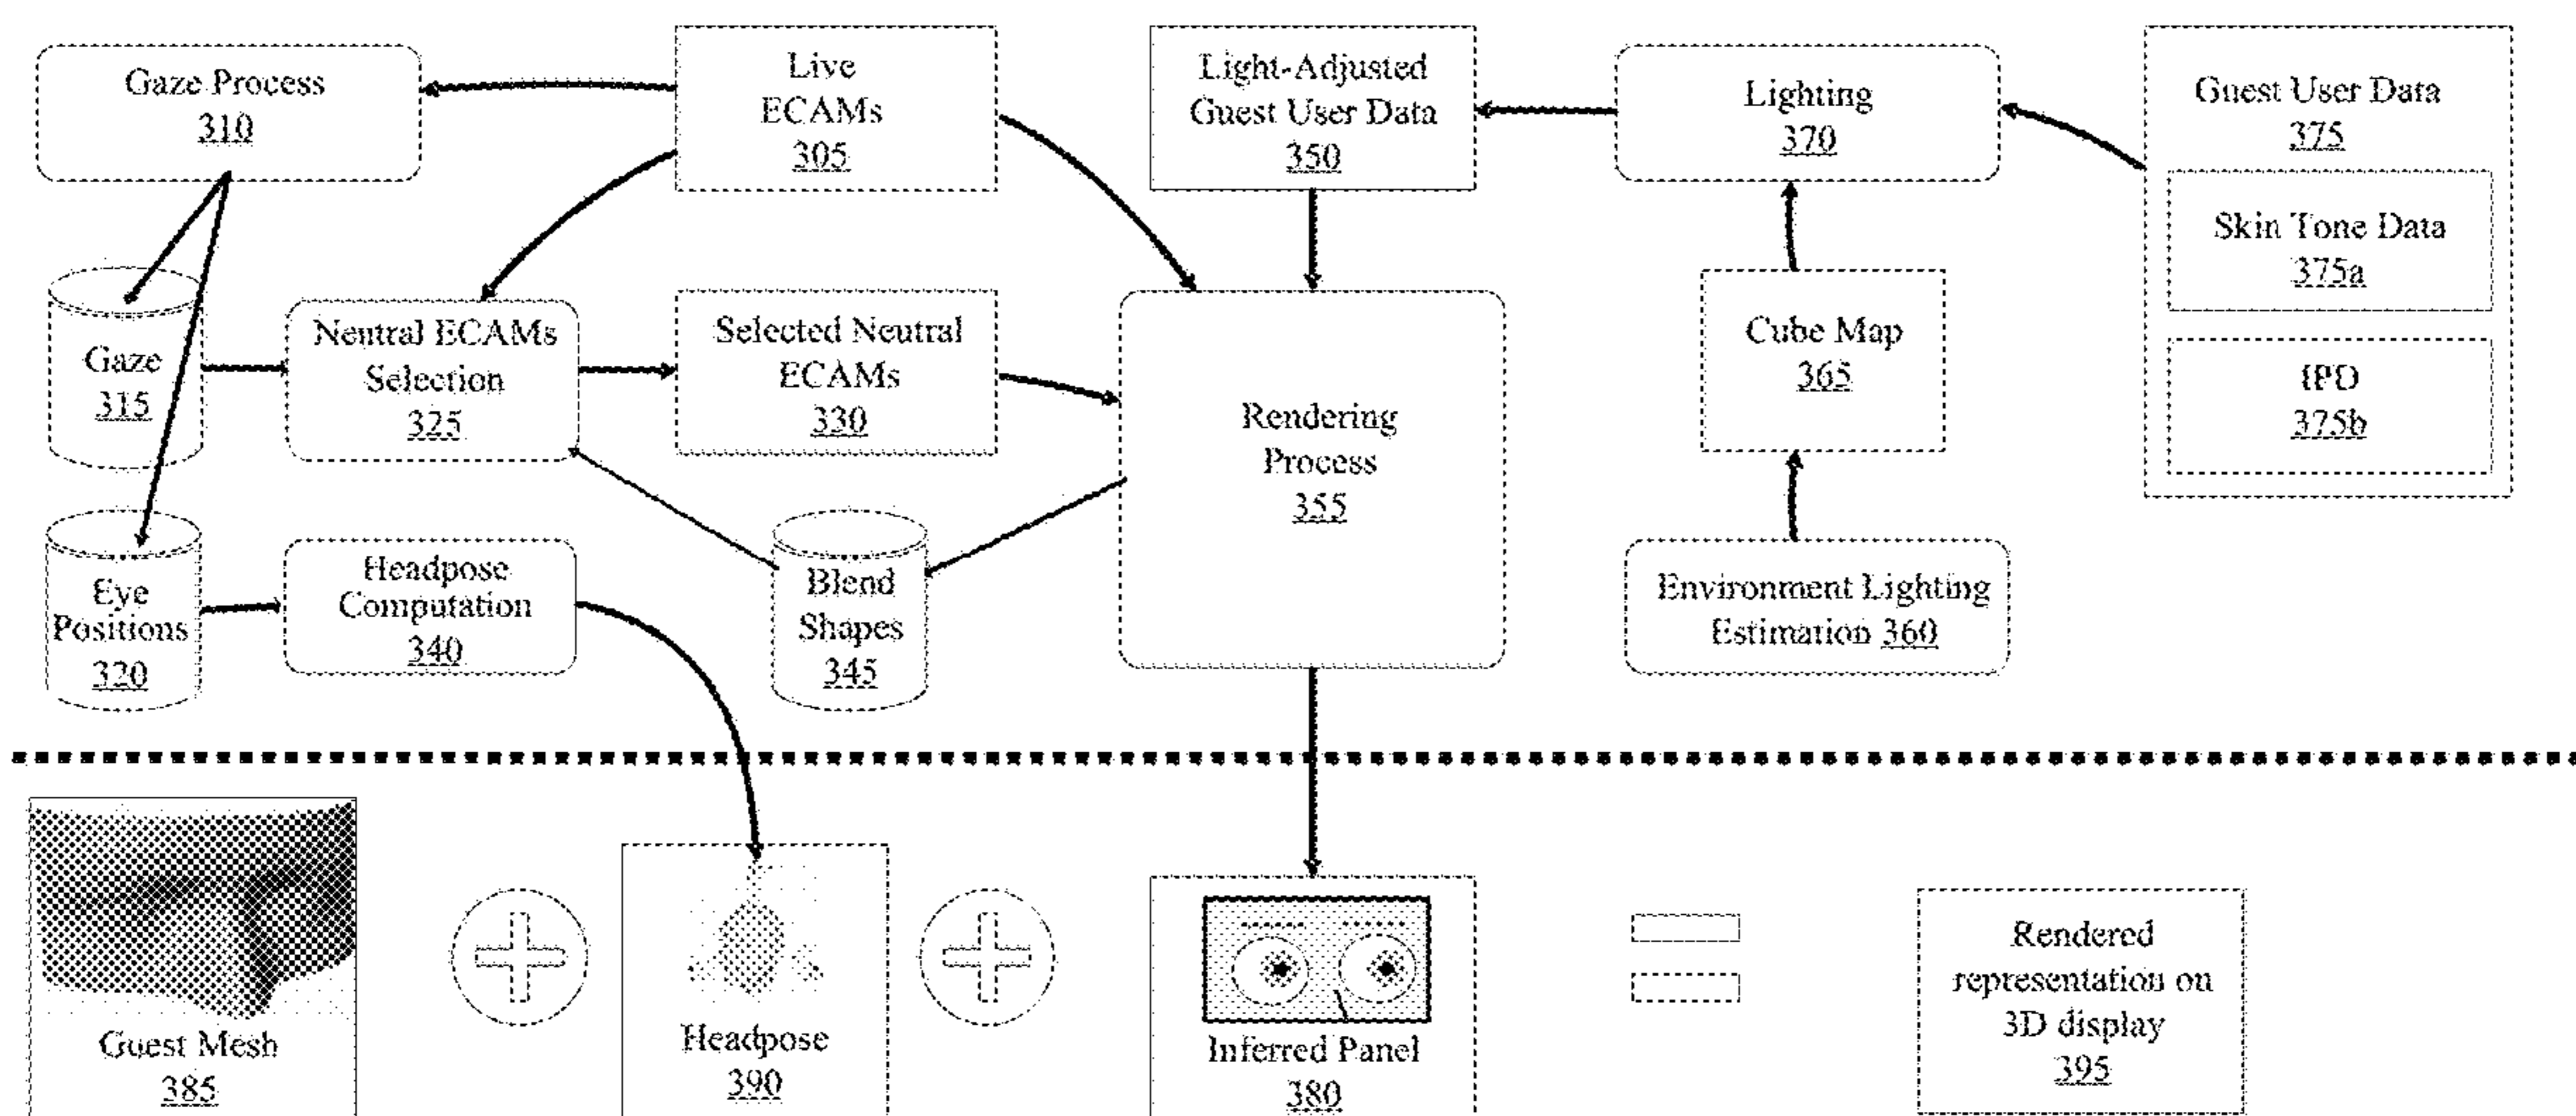 Gaze Process
310
Live
ECAMs
305
Light-Adjusted
Guest User Data
350
Lighting
370
Guest User Data
375
Skin Tone Data
375a
IPD
375b
Gaze
315
Neutral ECAMs
Selection
325
Selected Neutral
ECAMs
330
Rendering
Process
355
Cube Map
365
Eye
Positions
320
Headpose
Computation
340
Blend
Shapes
345
Environment Lighting
Estimation 360
Guest Mesh
385
Headpose
390
Inferred Panel
380
Rendered
representation on
3D display
395